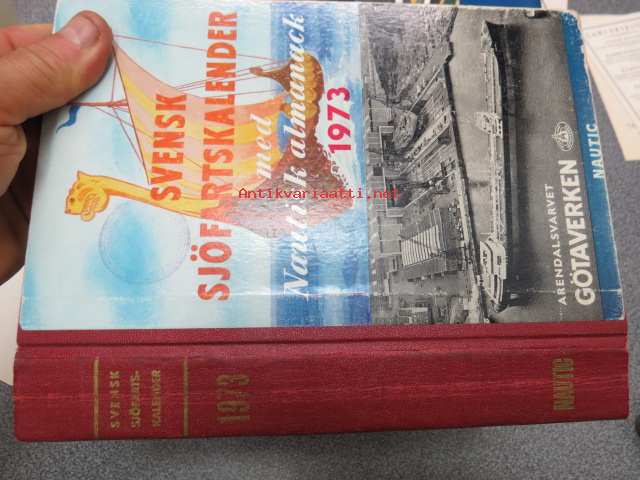 SVENSK
SJÖFARTSKALENDER
med
Nautisk almanack
1973
ARENDALSVARVET
GÖTAVERKEN
NAUTIC
Antikvariaatti.net
SVENSK
SJÖFARTS-
KALENDER
1973
NAUTIC